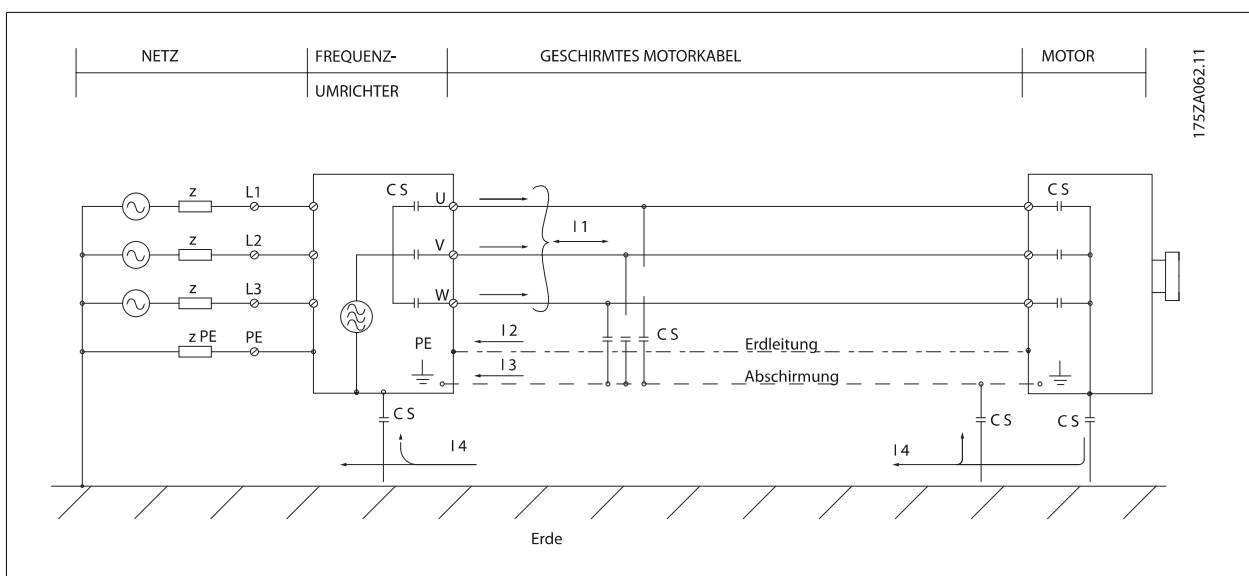 NETZ
FREQUENZ-
UMRICHTER
GESCHIRMTES MOTORKABEL
MOTOR
175ZA062.11
z
L1
C S
U
I 1
C S
z
L2
V
z
L3
W
z PE
PE
PE
I 2
C S
Erdleitung
I 3
Abschirmung
C S
C S
C S
I 4
I 4
Erde